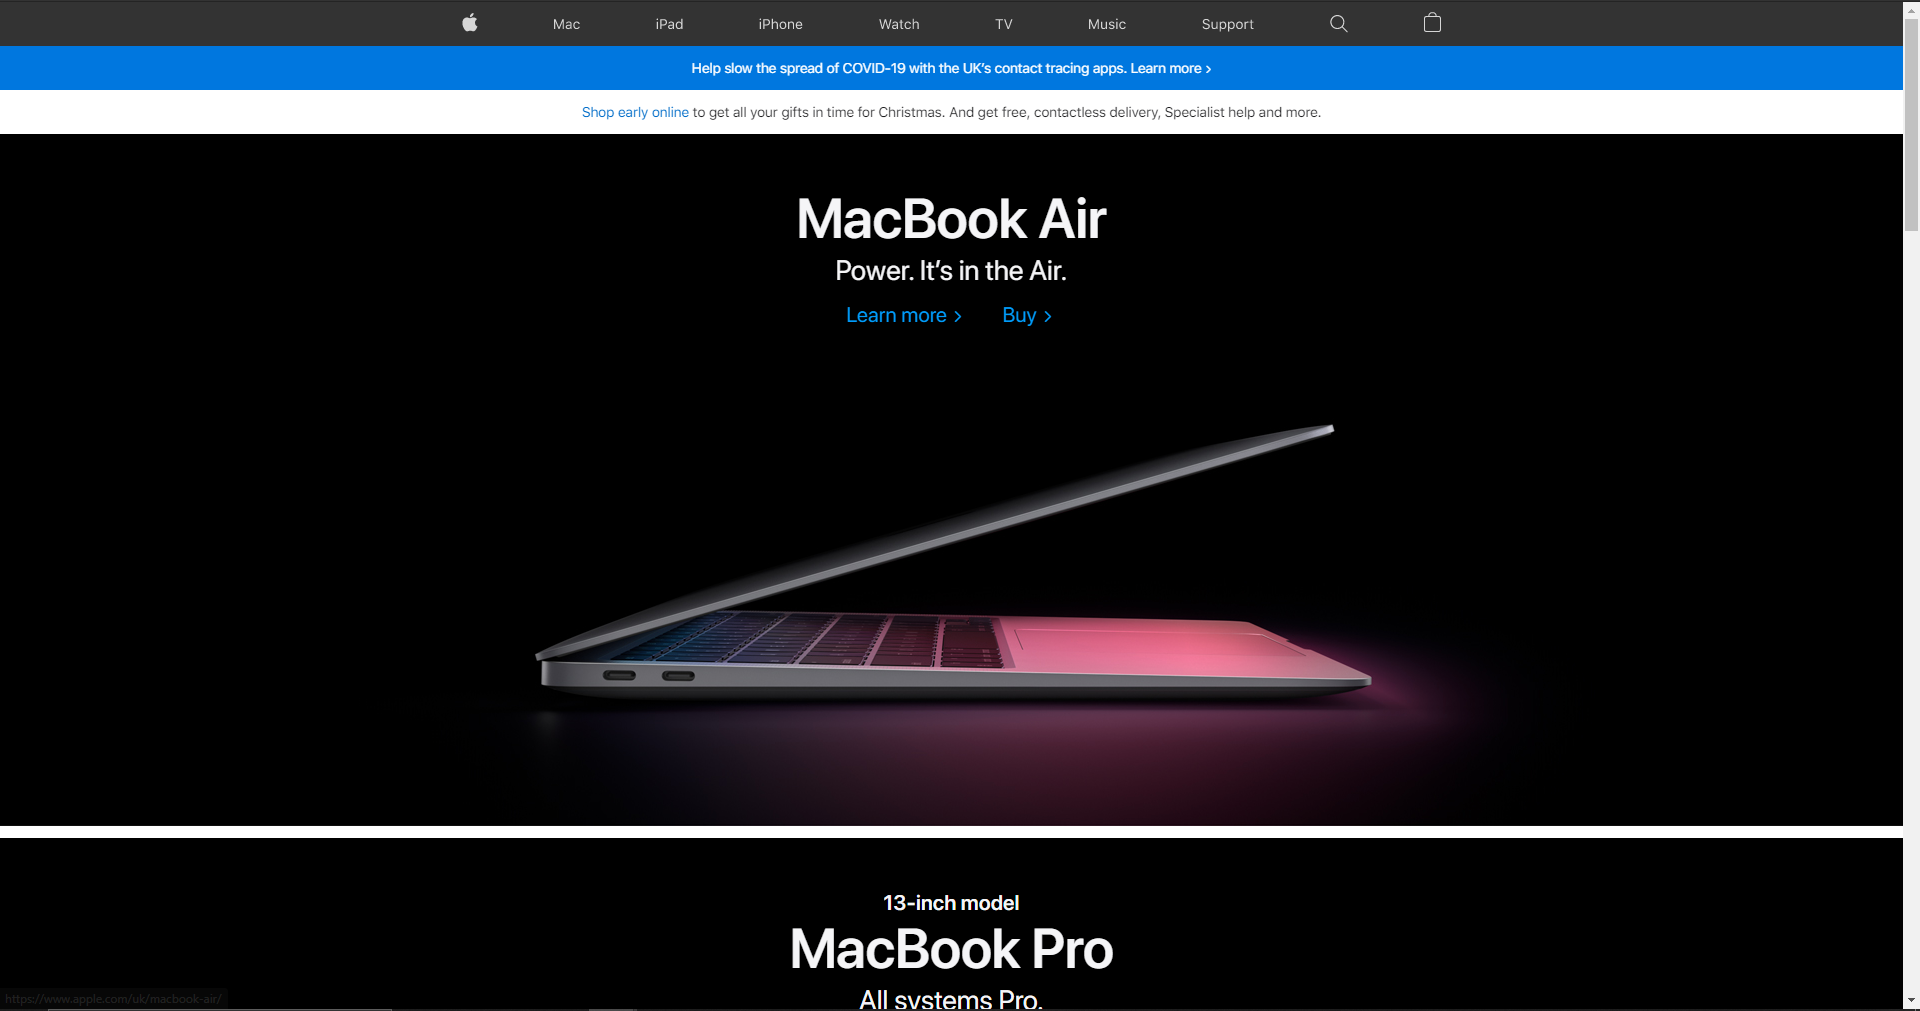 Mac iPad iPhone Watch TV Music Support
Help slow the spread of COVID-19 with the UK’s contact tracing apps. Learn more >
Shop early online to get all your gifts in time for Christmas. And get free, contactless delivery, Specialist help and more.
MacBook Air
Power. It’s in the Air.
Learn more > Buy >
13-inch model
MacBook Pro
All systems Pro.
https://www.apple.com/uk/macbook-air/